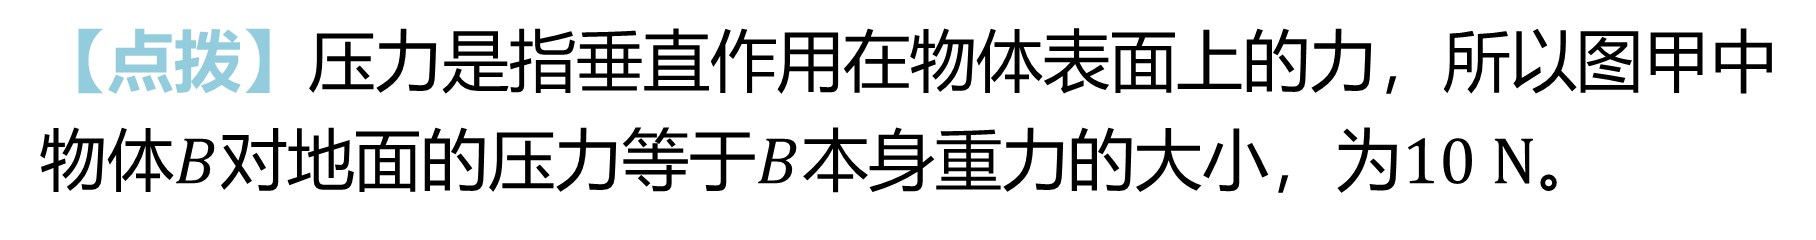 【点拨】压力是指垂直作用在物体表面上的力，所以图甲中
物体B对地面的压力等于B本身重力的大小，为10 N。